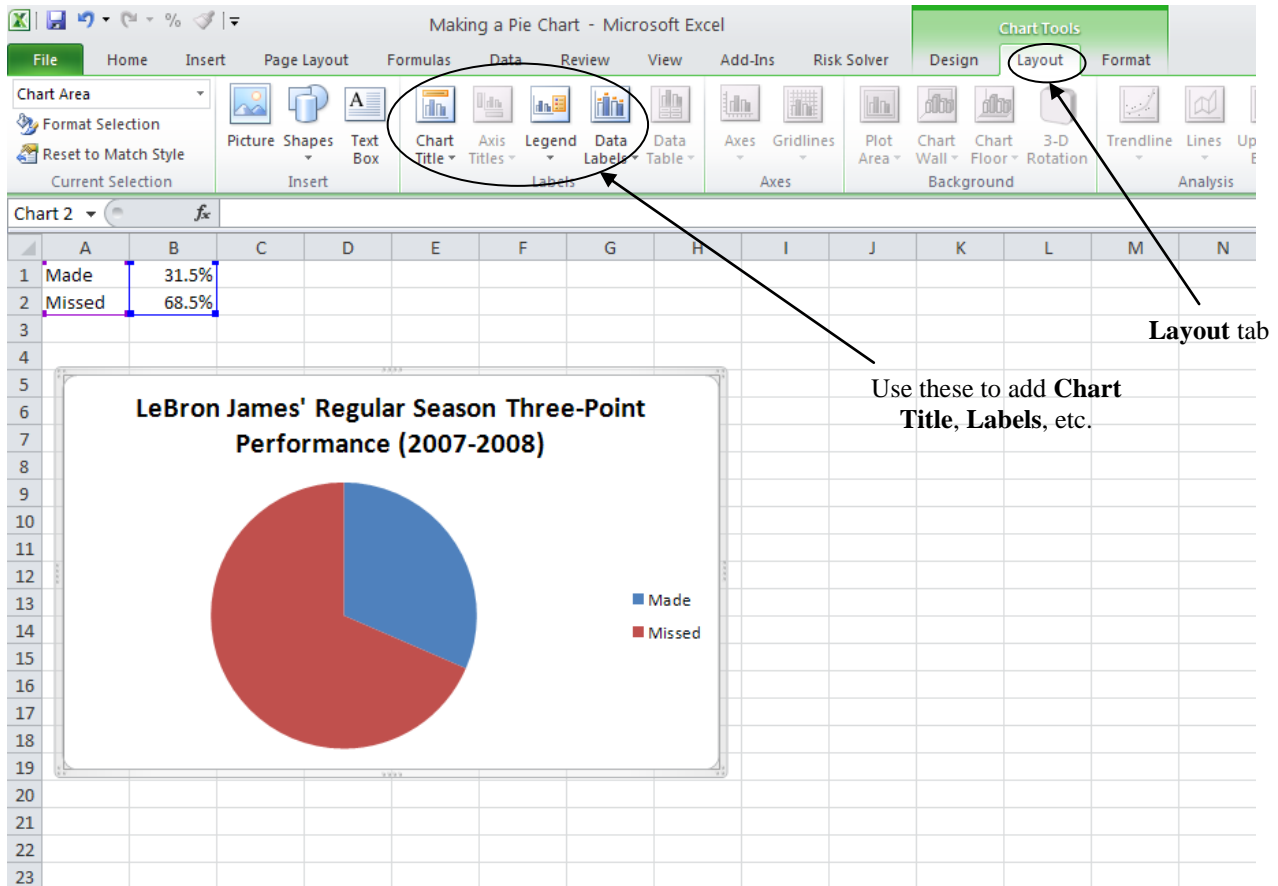 Making a Pie Chart - Microsoft Excel
Chart Tools
File Home Insert Page Layout Formulas Data Review View Add-Ins Risk Solver Design Layout Format
Chart Area
Format Selection
Reset to Match Style
Current Selection
Picture Shapes Text Box
Insert
Chart Title Axis Titles Legend Data Labels Data Table
Labels
Axes Gridlines
Axes
Plot Area Chart Wall Chart Floor 3-D Rotation
Background
Trendline Lines
Analysis
Chart 2 fx
A B C D E F G H I J K L M N
1 Made 31.5%
2 Missed 68.5%
3
4
5
6
7
8
9
10
11
12
13
14
15
16
17
18
19
20
21
22
23
LeBron James' Regular Season Three-Point
Performance (2007-2008)
Made
Missed
Layout tab
Use these to add Chart
Title, Labels, etc.